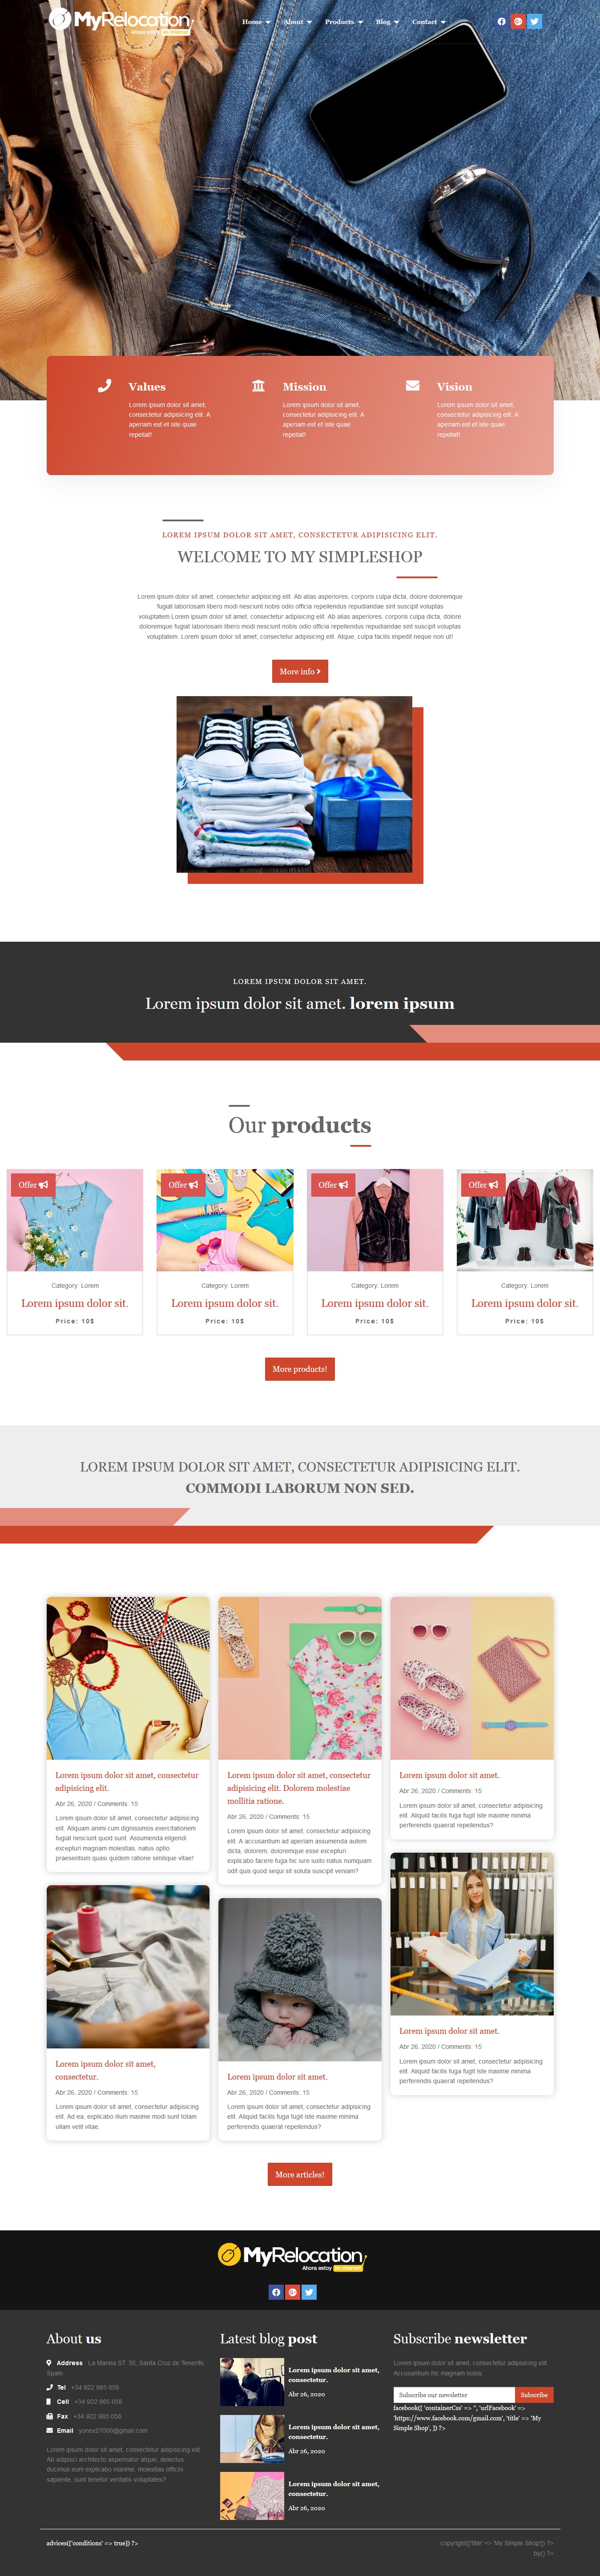 MyRelocation
Ahora estoy en Internet
Home About Products Blog Contact
Values
Lorem ipsum dolor sit amet,
consectetur adipisicing elit. A
aperiam est et iste quae
repellat!
Mission
Lorem ipsum dolor sit amet,
consectetur adipisicing elit. A
aperiam est et iste quae
repellat!
Vision
Lorem ipsum dolor sit amet,
consectetur adipisicing elit. A
aperiam est et iste quae
repellat!
LOREM IPSUM DOLOR SIT AMET, CONSECTETUR ADIPISICING ELIT.
WELCOME TO MY SIMPLESHOP
Lorem ipsum dolor sit amet, consectetur adipisicing elit. Ab alias asperiores, corporis culpa dicta, dolore doloremque
fugiat laboriosam libero modi nesciunt nobis odio officia repellendus repudiandae sint suscipit voluptas
voluptatem.Lorem ipsum dolor sit amet, consectetur adipisicing elit. Ab alias asperiores, corporis culpa dicta, dolore
doloremque fugiat laboriosam libero modi nesciunt nobis odio officia repellendus repudiandae sint suscipit voluptas
voluptatem. Lorem ipsum dolor sit amet, consectetur adipisicing elit. Atque, culpa facilis impedit neque non ut!
More info
LOREM IPSUM DOLOR SIT AMET.
Lorem ipsum dolor sit amet. lorem ipsum
Our products
Offer
Category: Lorem
Lorem ipsum dolor sit.
Price: 10$
Offer
Category: Lorem
Lorem ipsum dolor sit.
Price: 10$
Offer
Category: Lorem
Lorem ipsum dolor sit.
Price: 10$
Offer
Category: Lorem
Lorem ipsum dolor sit.
Price: 10$
More products!
LOREM IPSUM DOLOR SIT AMET, CONSECTETUR ADIPISICING ELIT.
COMMODI LABORUM NON SED.
Lorem ipsum dolor sit amet, consectetur
adipisicing elit.
Abr 26, 2020 / Comments: 15
Lorem ipsum dolor sit amet, consectetur adipisicing
elit. Aliquam animi cum dignissimos exercitationem
fugiat nesciunt quod sunt. Assumenda eligendi
excepturi magnam molestias, natus optio
praesentium quasi quidem ratione similique vitae!
Lorem ipsum dolor sit amet,
consectetur.
Abr 26, 2020 / Comments: 15
Lorem ipsum dolor sit amet, consectetur adipisicing
elit. Ad ea, explicabo illum maxime modi sunt totam
ullam velit vitae.
Lorem ipsum dolor sit amet, consectetur
adipisicing elit. Dolorem molestiae
mollitia ratione.
Abr 26, 2020 / Comments: 15
Lorem ipsum dolor sit amet, consectetur adipisicing
elit. A accusantium ad aperiam assumenda autem
dicta, dolorem, doloremque esse excepturi
explicabo facere fuga hic iure iusto natus numquam
odit quis quod sequi sit soluta suscipit veniam?
Lorem ipsum dolor sit amet.
Abr 26, 2020 / Comments: 15
Lorem ipsum dolor sit amet, consectetur adipisicing
elit. Aliquid facilis fuga fugit iste maxime minima
perferendis quaerat repellendus?
Lorem ipsum dolor sit amet.
Abr 26, 2020 / Comments: 15
Lorem ipsum dolor sit amet, consectetur adipisicing
elit. Aliquid facilis fuga fugit iste maxime minima
perferendis quaerat repellendus?
Lorem ipsum dolor sit amet.
Abr 26, 2020 / Comments: 15
Lorem ipsum dolor sit amet, consectetur adipisicing
elit. Aliquid facilis fuga fugit iste maxime minima
perferendis quaerat repellendus?
More articles!
MyRelocation
Ahora estoy en Internet
About us
Address : La Marina ST. 35, Santa Cruz de Tenerife,
Spain
Tel : +34 922 985 058
Cell : +34 922 985 058
Fax : +34 922 985 058
Email : yonex27000@gmail.com
Lorem ipsum dolor sit amet, consectetur adipisicing elit.
Ab adipisci architecto aspernatur atque, delectus
ducimus eum explicabo maxime, molestias officiis
sapiente, sunt tenetur veritatis voluptates?
Latest blog post
Lorem ipsum dolor sit amet,
consectetur.
Abr 26, 2020
Lorem ipsum dolor sit amet,
consectetur.
Abr 26, 2020
Lorem ipsum dolor sit amet,
consectetur.
Abr 26, 2020
Subscribe newsletter
Lorem ipsum dolor sit amet, consectetur adipisicing elit.
Accusantium hic magnam nobis.
Subscribe our newsletter Subscribe
facebook([ 'containerCss' => '', 'urlFacebook' =>
'https://www.facebook.com/gmail.com', 'title' => 'My
Simple Shop', ]) ?>
advices(['conditions' => true]) ?>
copyright(['title' => 'My Simple Shop']) ?>
by() ?>